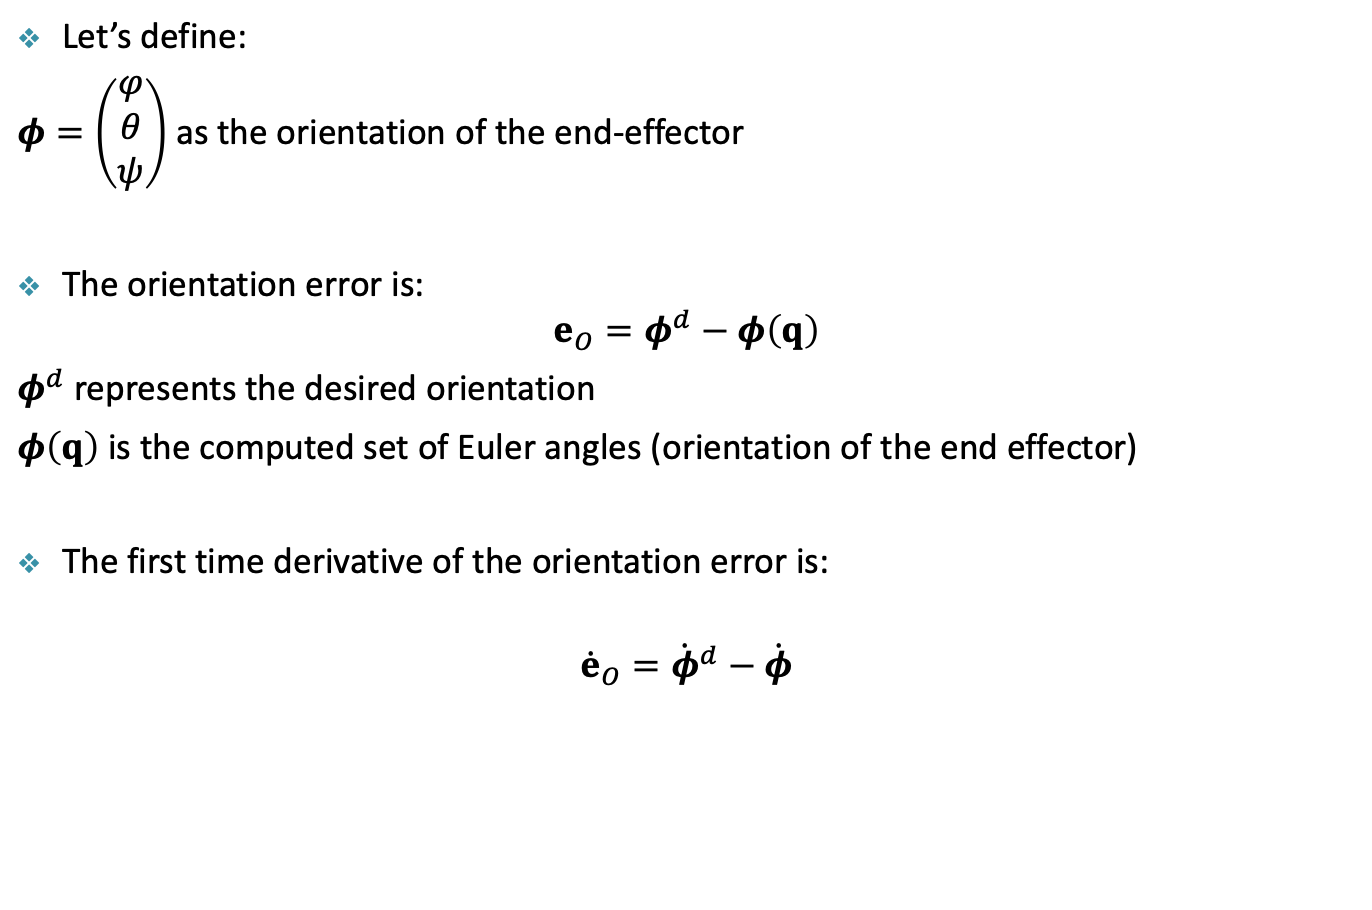 ❖ Let's define:
𝝓 = (φ θ ψ) as the orientation of the end-effector
❖ The orientation error is:
𝐞_O = 𝝓^d − 𝝓(𝐪)
𝝓^d represents the desired orientation
𝝓(𝐪) is the computed set of Euler angles (orientation of the end effector)
❖ The first time derivative of the orientation error is:
𝐞̇_O = 𝝓̇^d − 𝝓̇